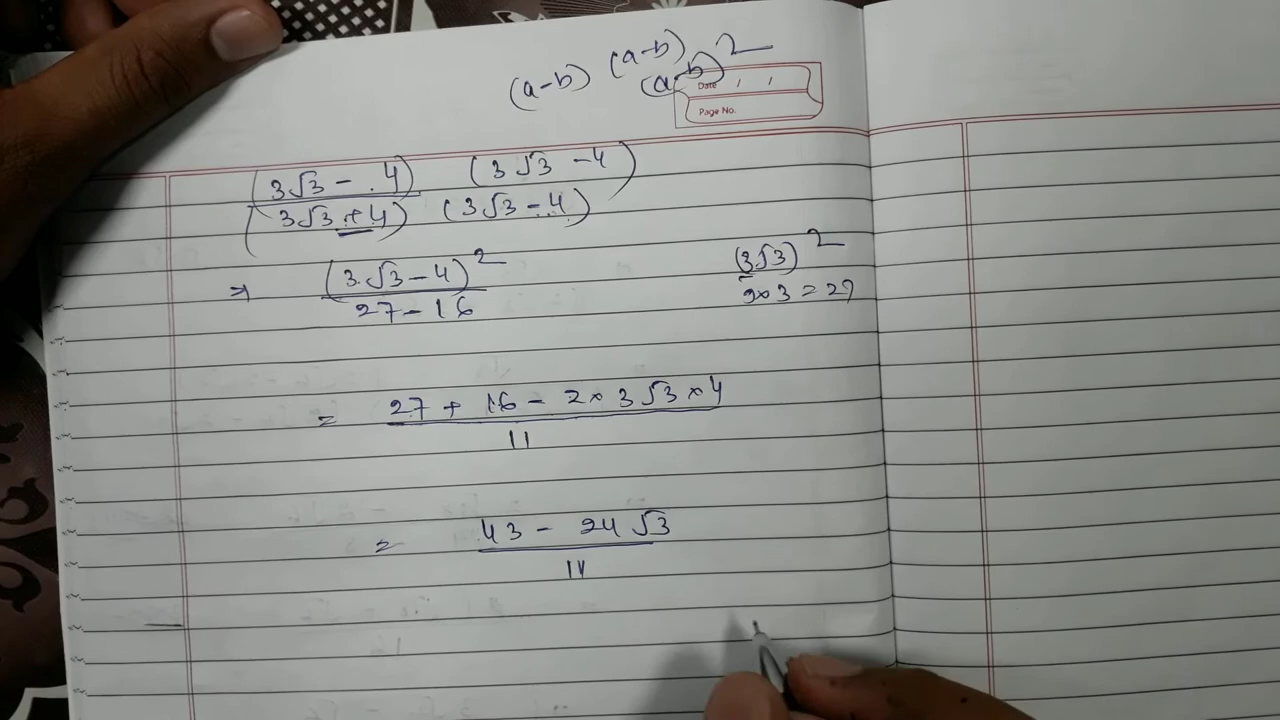 (a-b) (a-b)
(a-b)²
Date / /
Page No.
(3√3 - 4) (3√3 - 4)
(3√3 + 4) (3√3 - 4)
⇒ (3√3 - 4)²
27 - 16
(3√3)²
9×3 = 27
= 27 + 16 - 2 × 3√3 × 4
11
= 43 - 24√3
11